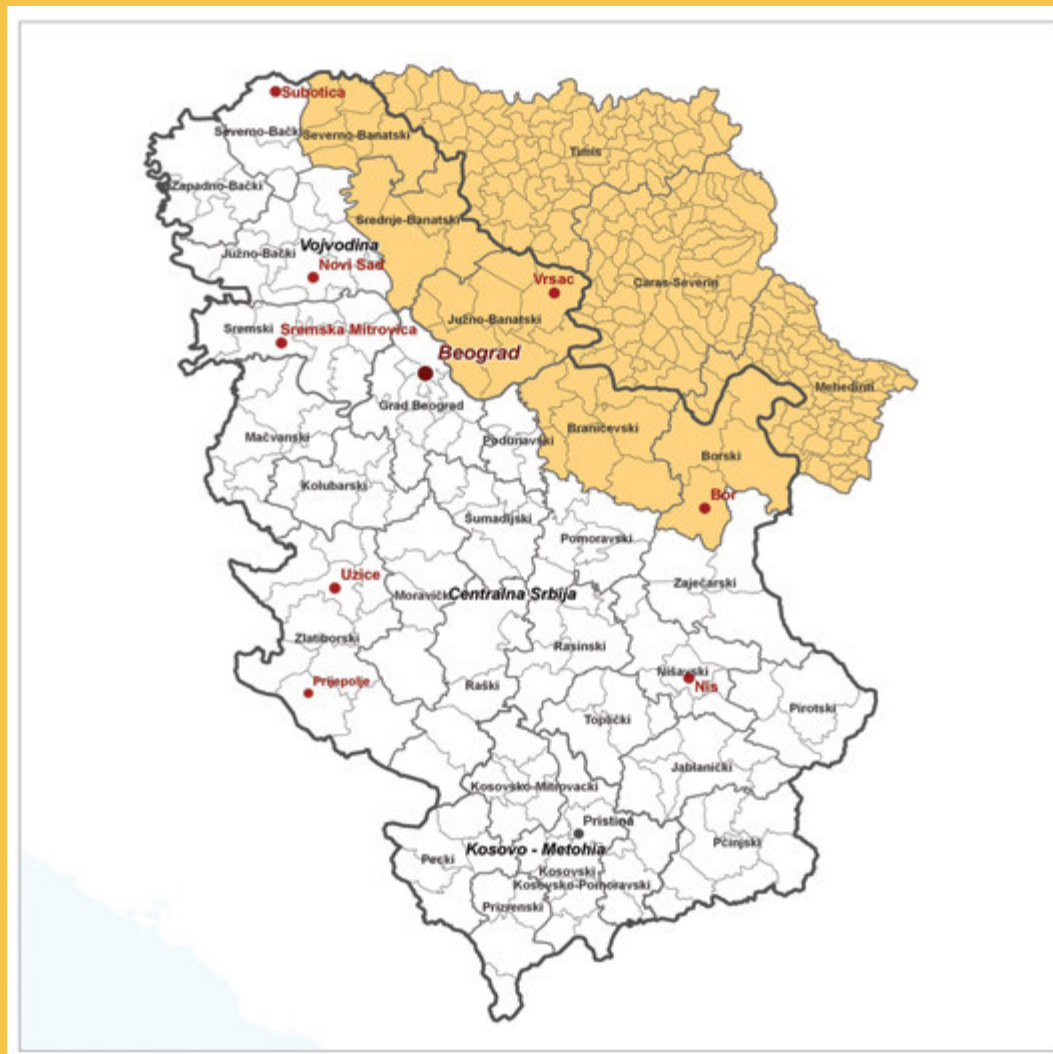 Subotica
Severno-Bački
Severno-Banatski
Timis
Zapadno-Bački
Srednje-Banatski
Vojvodina
Južno-Bački
Novi Sad
Vrsac
Caras-Severin
Južno-Banatski
Sremski
Sremska Mitrovica
Beograd
Mehedinti
Grad Beograd
Braničevski
Mačvanski
Podunavski
Borski
Kolubarski
Bor
Šumadijski
Pomoravski
Užice
Zaječarski
Moravički
Centralna Srbija
Zlatiborski
Rasinski
Nišavski
Prijepolje
Raški
Nis
Pirotski
Toplički
Jablanički
Kosovsko-Mitrovacki
Pristina
Pčinjski
Kosovo - Metohia
Pecki
Kosovski
Kosovsko-Pomoravski
Prizrenski